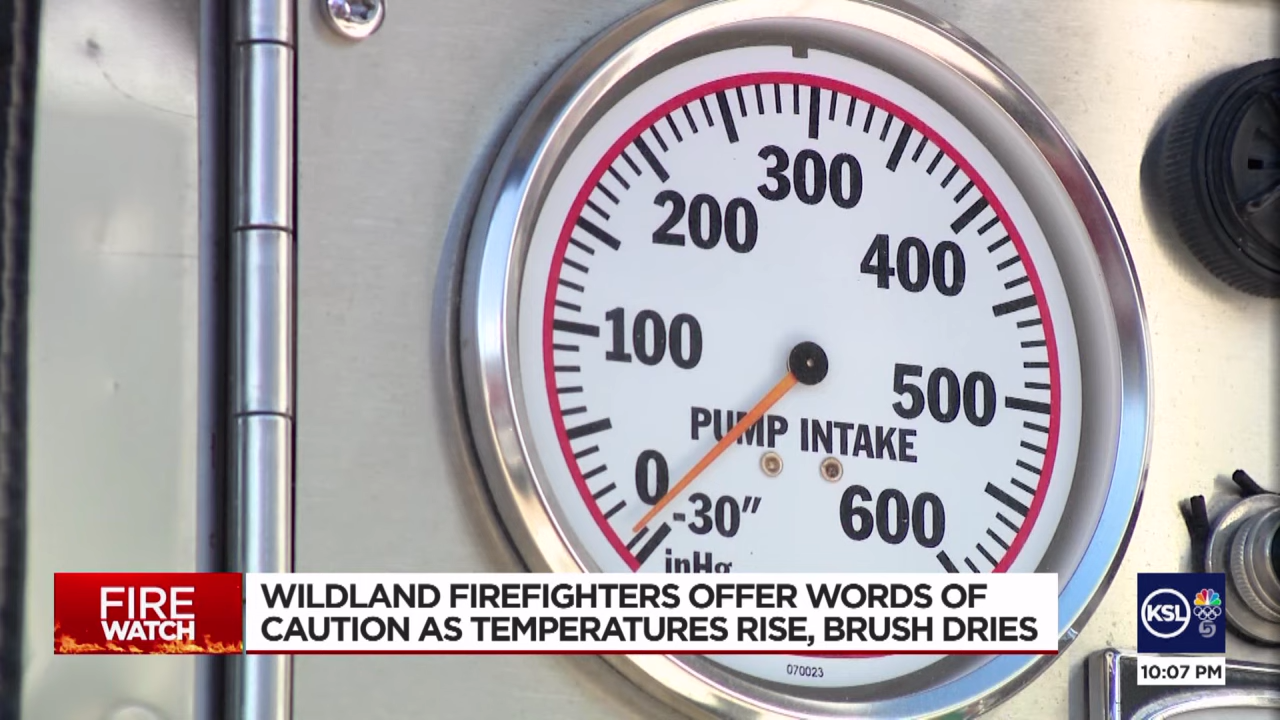 300
200
400
100
500
PUMP INTAKE
0
-30"
600
inHg
FIRE
WATCH
WILDLAND FIREFIGHTERS OFFER WORDS OF
CAUTION AS TEMPERATURES RISE, BRUSH DRIES
KSL
5
10:07 PM
070023